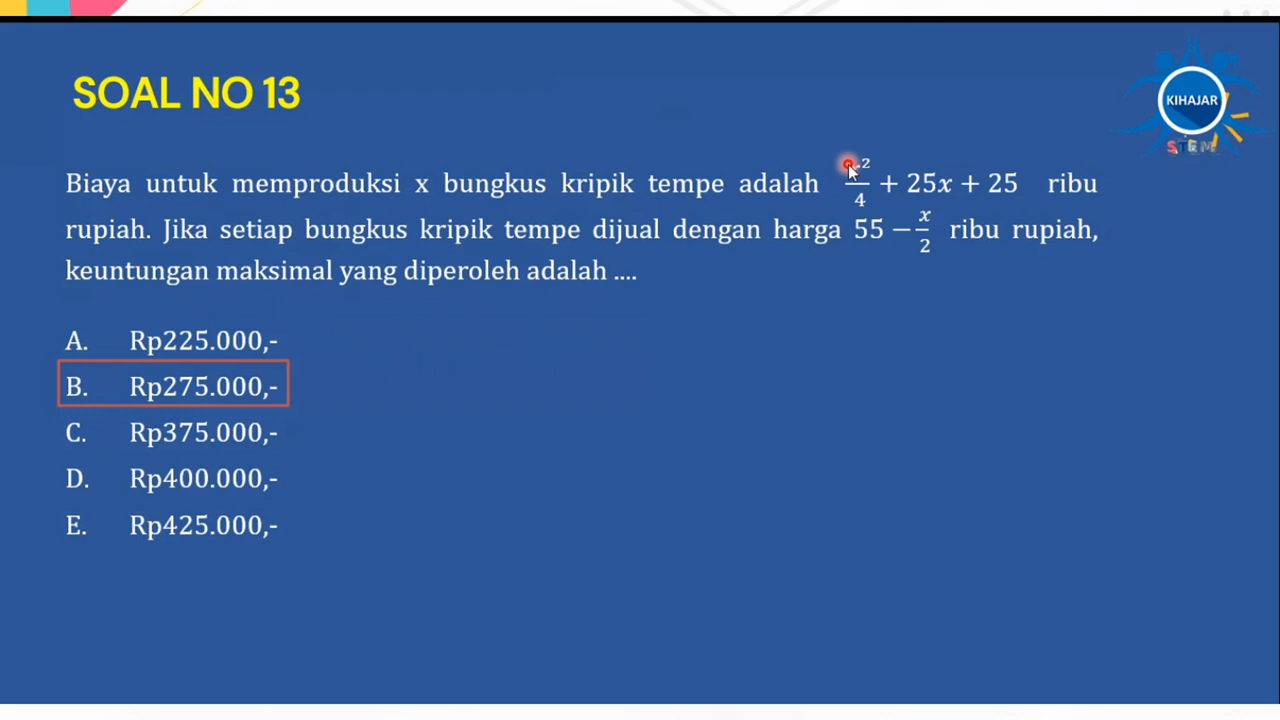 KIHAJAR
STEM
SOAL NO 13
Biaya untuk memproduksi x bungkus kripik tempe adalah ²/4 + 25x + 25 ribu
rupiah. Jika setiap bungkus kripik tempe dijual dengan harga 55 − x/2 ribu rupiah,
keuntungan maksimal yang diperoleh adalah ....
A. Rp225.000,-
B. Rp275.000,-
C. Rp375.000,-
D. Rp400.000,-
E. Rp425.000,-